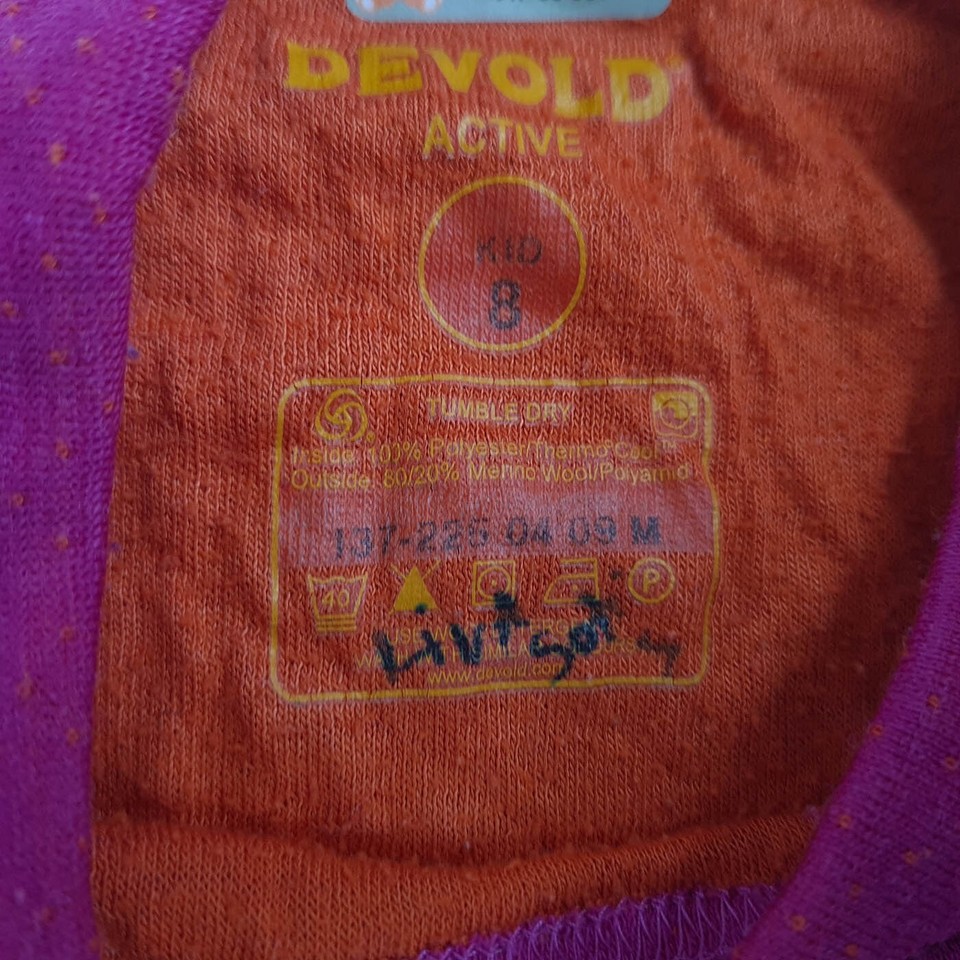 DEVOLD®
ACTIVE
KID
8
TUMBLE DRY
Inside: 100% Polyester/Thermo Cool
Outside: 80/20% Merino Wool/Polyamid
137-225 04 09 M
40
P
Liv
www.devold.